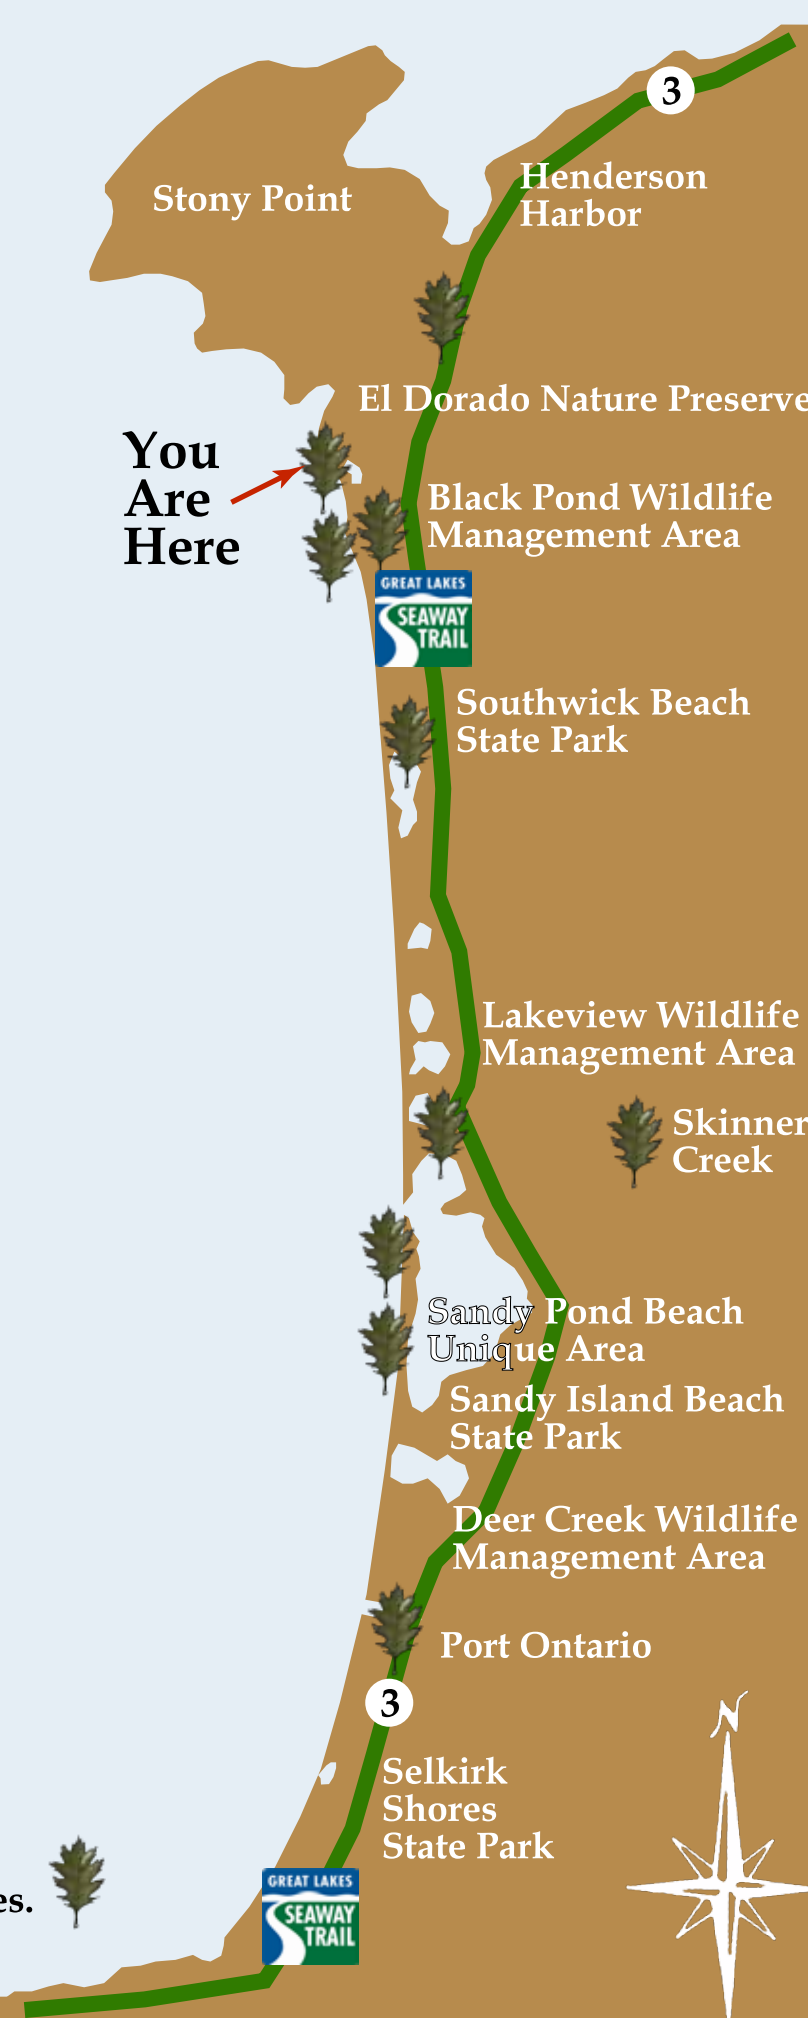 3
Henderson
Harbor
Stony Point
El Dorado Nature Preserve
You
Are
Here
Black Pond Wildlife
Management Area
GREAT LAKES
SEAWAY
TRAIL
Southwick Beach
State Park
Lakeview Wildlife
Management Area
Skinner
Creek
Sandy Pond Beach
Unique Area
Sandy Island Beach
State Park
Deer Creek Wildlife
Management Area
Port Ontario
3
N
Selkirk
Shores
State Park
GREAT LAKES
SEAWAY
TRAIL
es.